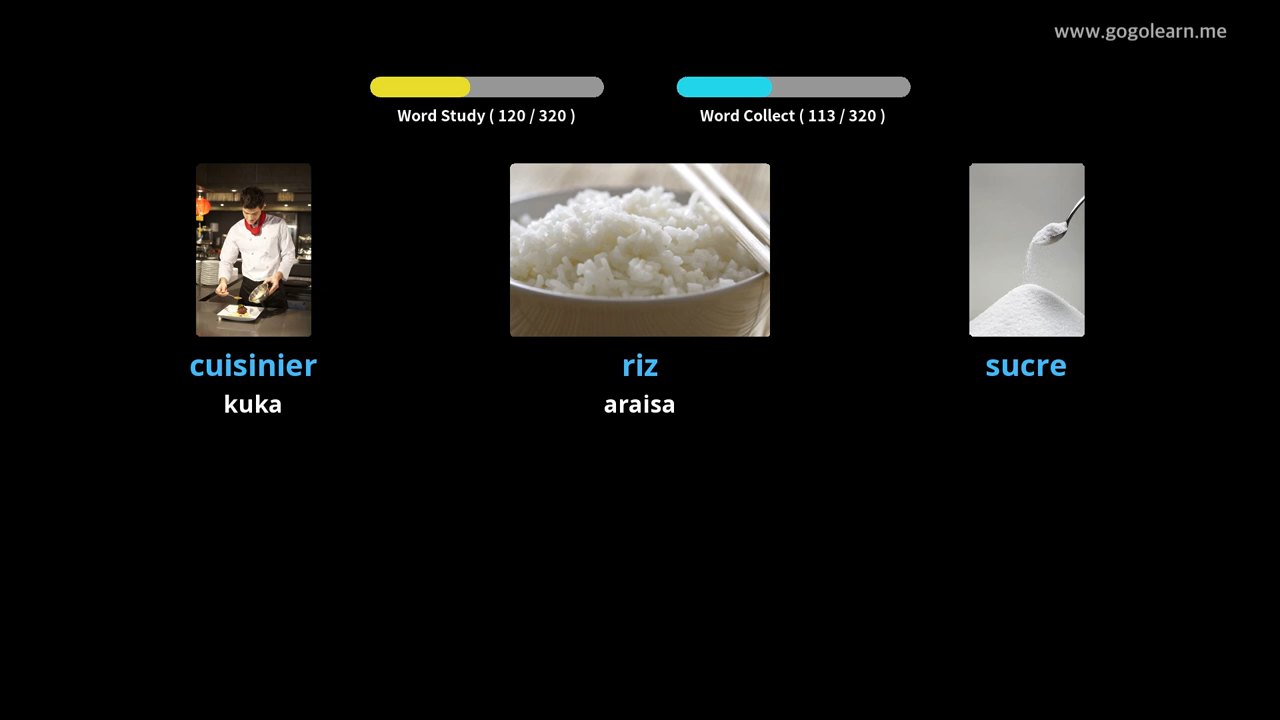 www.gogolearn.me
Word Study ( 120 / 320 )
Word Collect ( 113 / 320 )
cuisinier
kuka
riz
araisa
sucre